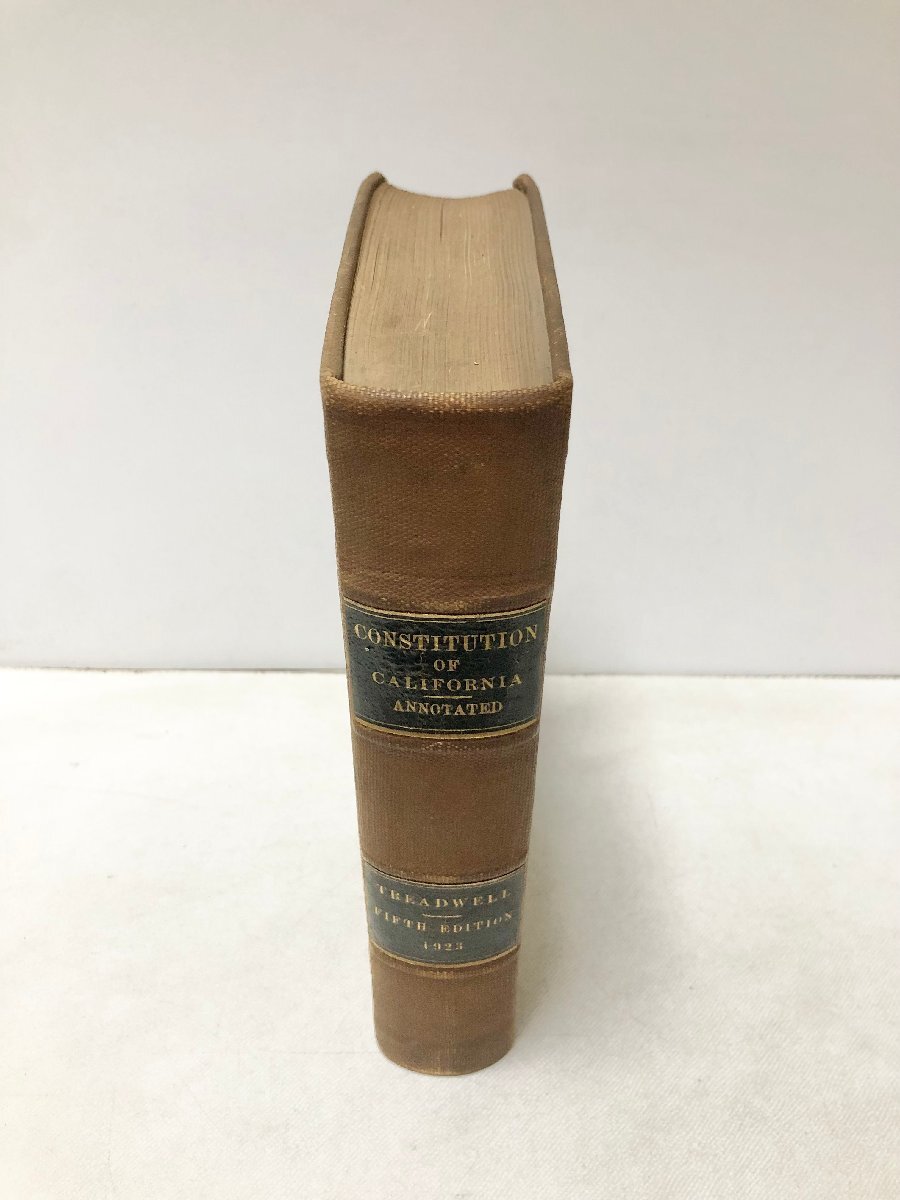 CONSTITUTION
OF
CALIFORNIA
ANNOTATED
TREADWELL
FIFTH EDITION
1923